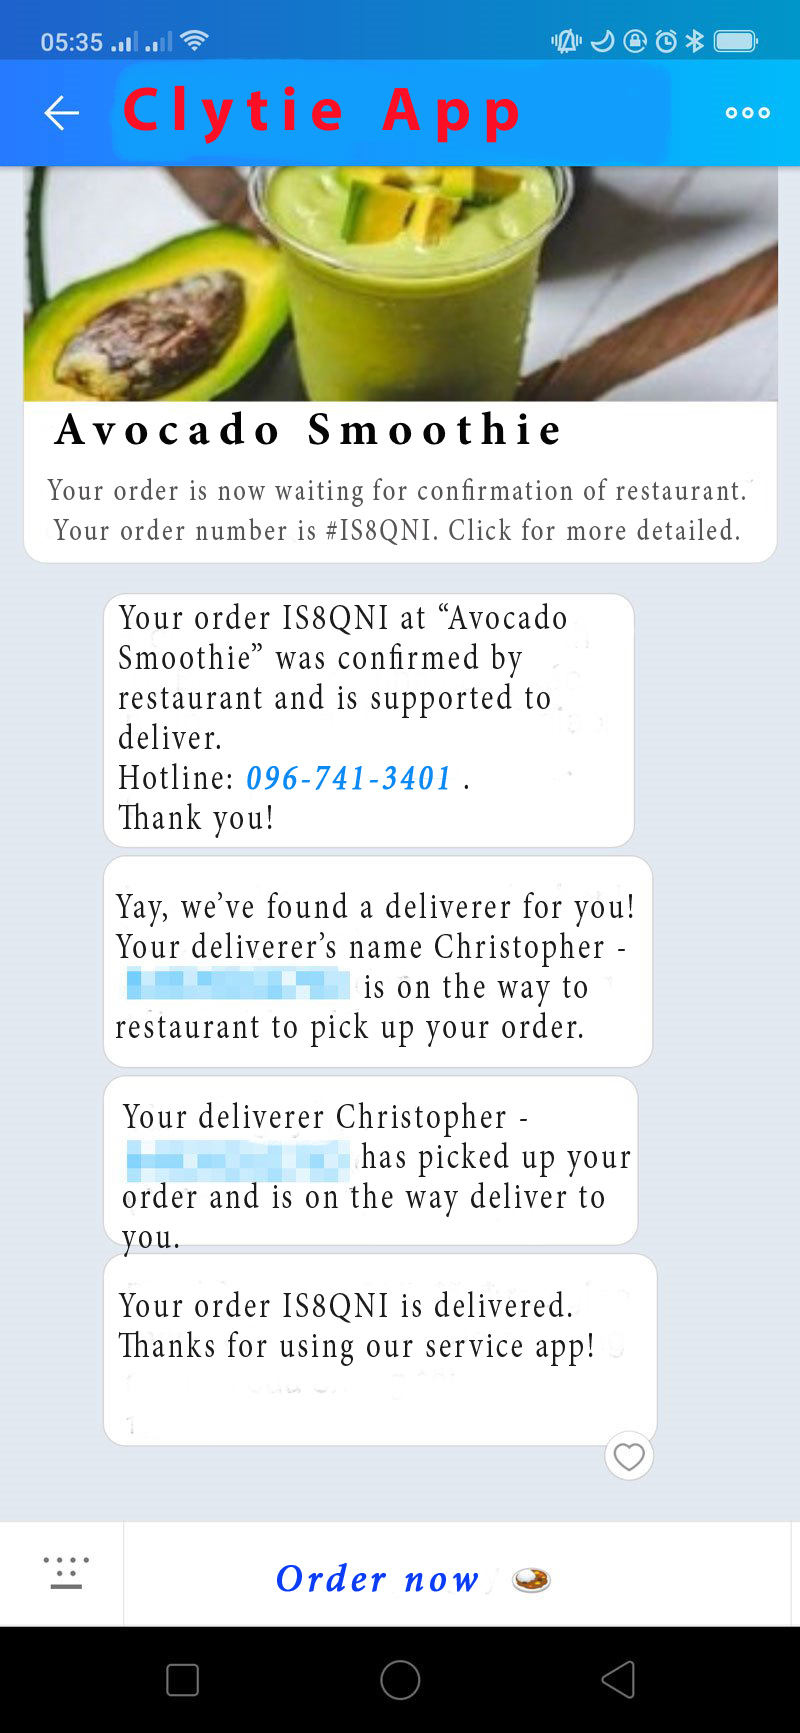 05:35
Clytie App
Avocado Smoothie
Your order is now waiting for confirmation of restaurant.
Your order number is #IS8QNI. Click for more detailed.
Your order IS8QNI at “Avocado
Smoothie” was confirmed by
restaurant and is supported to
deliver.
Hotline: 096-741-3401 .
Thank you!
Yay, we’ve found a deliverer for you!
Your deliverer’s name Christopher -
is on the way to
restaurant to pick up your order.
Your deliverer Christopher -
has picked up your
order and is on the way deliver to
you.
Your order IS8QNI is delivered.
Thanks for using our service app!
Order now